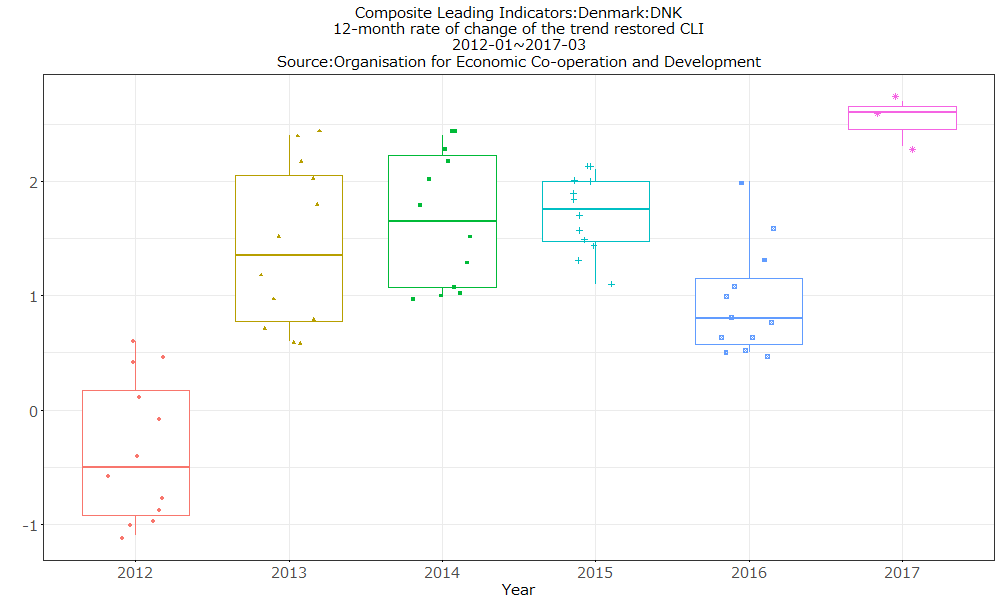 Composite Leading Indicators:Denmark:DNK
12-month rate of change of the trend restored CLI
2012-01~2017-03
Source:Organisation for Economic Co-operation and Development
2
1
0
-1
2012 2013 2014 2015 2016 2017
Year